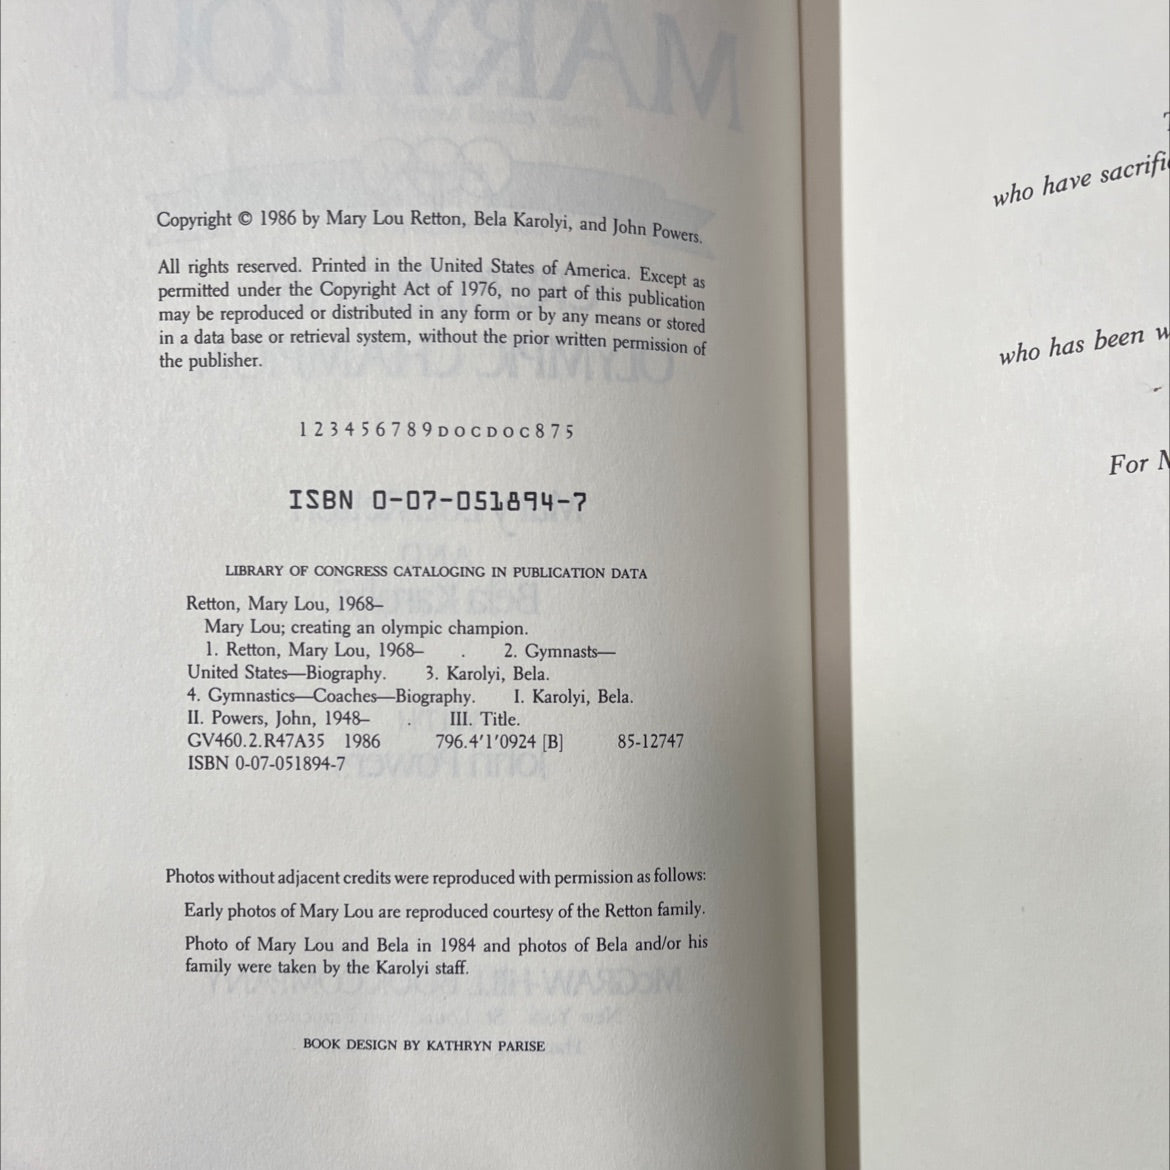 Copyright © 1986 by Mary Lou Retton, Bela Karolyi, and John Powers.
All rights reserved. Printed in the United States of America. Except as
permitted under the Copyright Act of 1976, no part of this publication
may be reproduced or distributed in any form or by any means or stored
in a data base or retrieval system, without the prior written permission of
the publisher.
1 2 3 4 5 6 7 8 9 D O C D O C 8 7 5
ISBN 0-07-051894-7
LIBRARY OF CONGRESS CATALOGING IN PUBLICATION DATA
Retton, Mary Lou, 1968–
Mary Lou; creating an olympic champion.
1. Retton, Mary Lou, 1968– . 2. Gymnasts—
United States—Biography. 3. Karolyi, Bela.
4. Gymnastics—Coaches—Biography. I. Karolyi, Bela.
II. Powers, John, 1948– . III. Title.
GV460.2.R47A35 1986 796.4'1'0924 [B] 85-12747
ISBN 0-07-051894-7
Photos without adjacent credits were reproduced with permission as follows:
Early photos of Mary Lou are reproduced courtesy of the Retton family.
Photo of Mary Lou and Bela in 1984 and photos of Bela and/or his
family were taken by the Karolyi staff.
BOOK DESIGN BY KATHRYN PARISE
who have
who has been
For